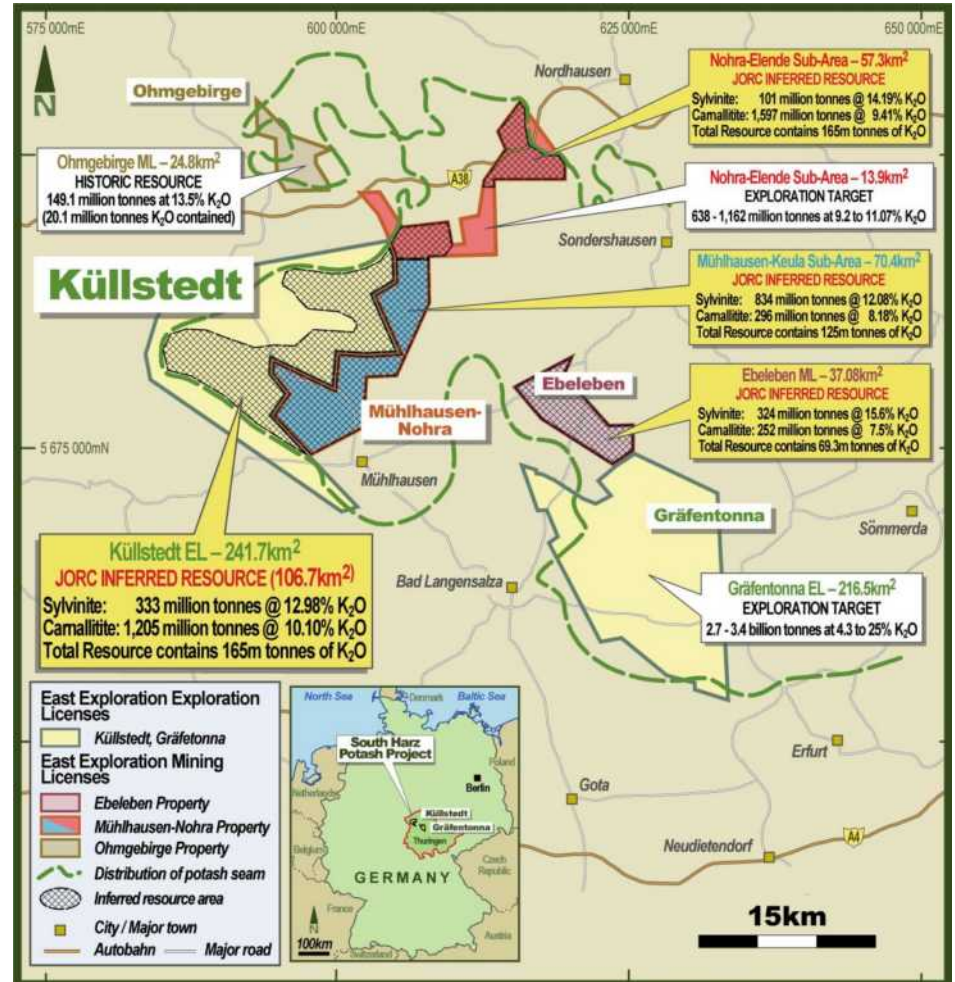 575 000mE
600 000mE
625 000mE
650 000mE
N
Nordhausen
Ohmgebirge
Nohra-Elende Sub-Area – 57.3km²
JORC INFERRED RESOURCE
Sylvinite: 101 million tonnes @ 14.19% K₂O
Carnallitite: 1,597 million tonnes @ 9.41% K₂O
Total Resource contains 165m tonnes of K₂O
Ohmgebirge ML – 24.8km²
HISTORIC RESOURCE
149.1 million tonnes at 13.5% K₂O
(20.1 million tonnes K₂O contained)
A38
Nohra-Elende Sub-Area – 13.9km²
EXPLORATION TARGET
638 - 1,162 million tonnes at 9.2 to 11.07% K₂O
Sondershausen
Küllstedt
Mühlhausen-Keula Sub-Area – 70.4km²
JORC INFERRED RESOURCE
Sylvinite: 834 million tonnes @ 12.08% K₂O
Carnallitite: 296 million tonnes @ 8.18% K₂O
Total Resource contains 125m tonnes of K₂O
Ebeleben
Ebeleben ML – 37.08km²
JORC INFERRED RESOURCE
Sylvinite: 324 million tonnes @ 15.6% K₂O
Carnallitite: 252 million tonnes @ 7.5% K₂O
Total Resource contains 69.3m tonnes of K₂O
Mühlhausen-
Nohra
5 675 000mN
Mühlhausen
Gräfentonna
Sömmerda
Küllstedt EL – 241.7km²
JORC INFERRED RESOURCE (106.7km²)
Sylvinite: 333 million tonnes @ 12.98% K₂O
Carnallitite: 1,205 million tonnes @ 10.10% K₂O
Total Resource contains 165m tonnes of K₂O
Bad Langensalza
Gräfentonna EL – 216.5km²
EXPLORATION TARGET
2.7 - 3.4 billion tonnes at 4.3 to 25% K₂O
East Exploration Exploration
Licenses
Küllstedt, Gräfetonna
East Exploration Mining
Licenses
Ebeleben Property
Mühlhausen-Nohra Property
Ohmgebirge Property
Distribution of potash seam
Inferred resource area
City / Major town
Autobahn
Major road
North Sea
Denmark
Baltic Sea
South Harz
Potash Project
Poland
Berlin
Netherlands
Küllstedt
Gräfentonna
Thuringen
Belgium
GERMANY
Czech
Republic
France
N
100km
Austria
Switzerland
Erfurt
Gota
Neudietendorf
A4
15km